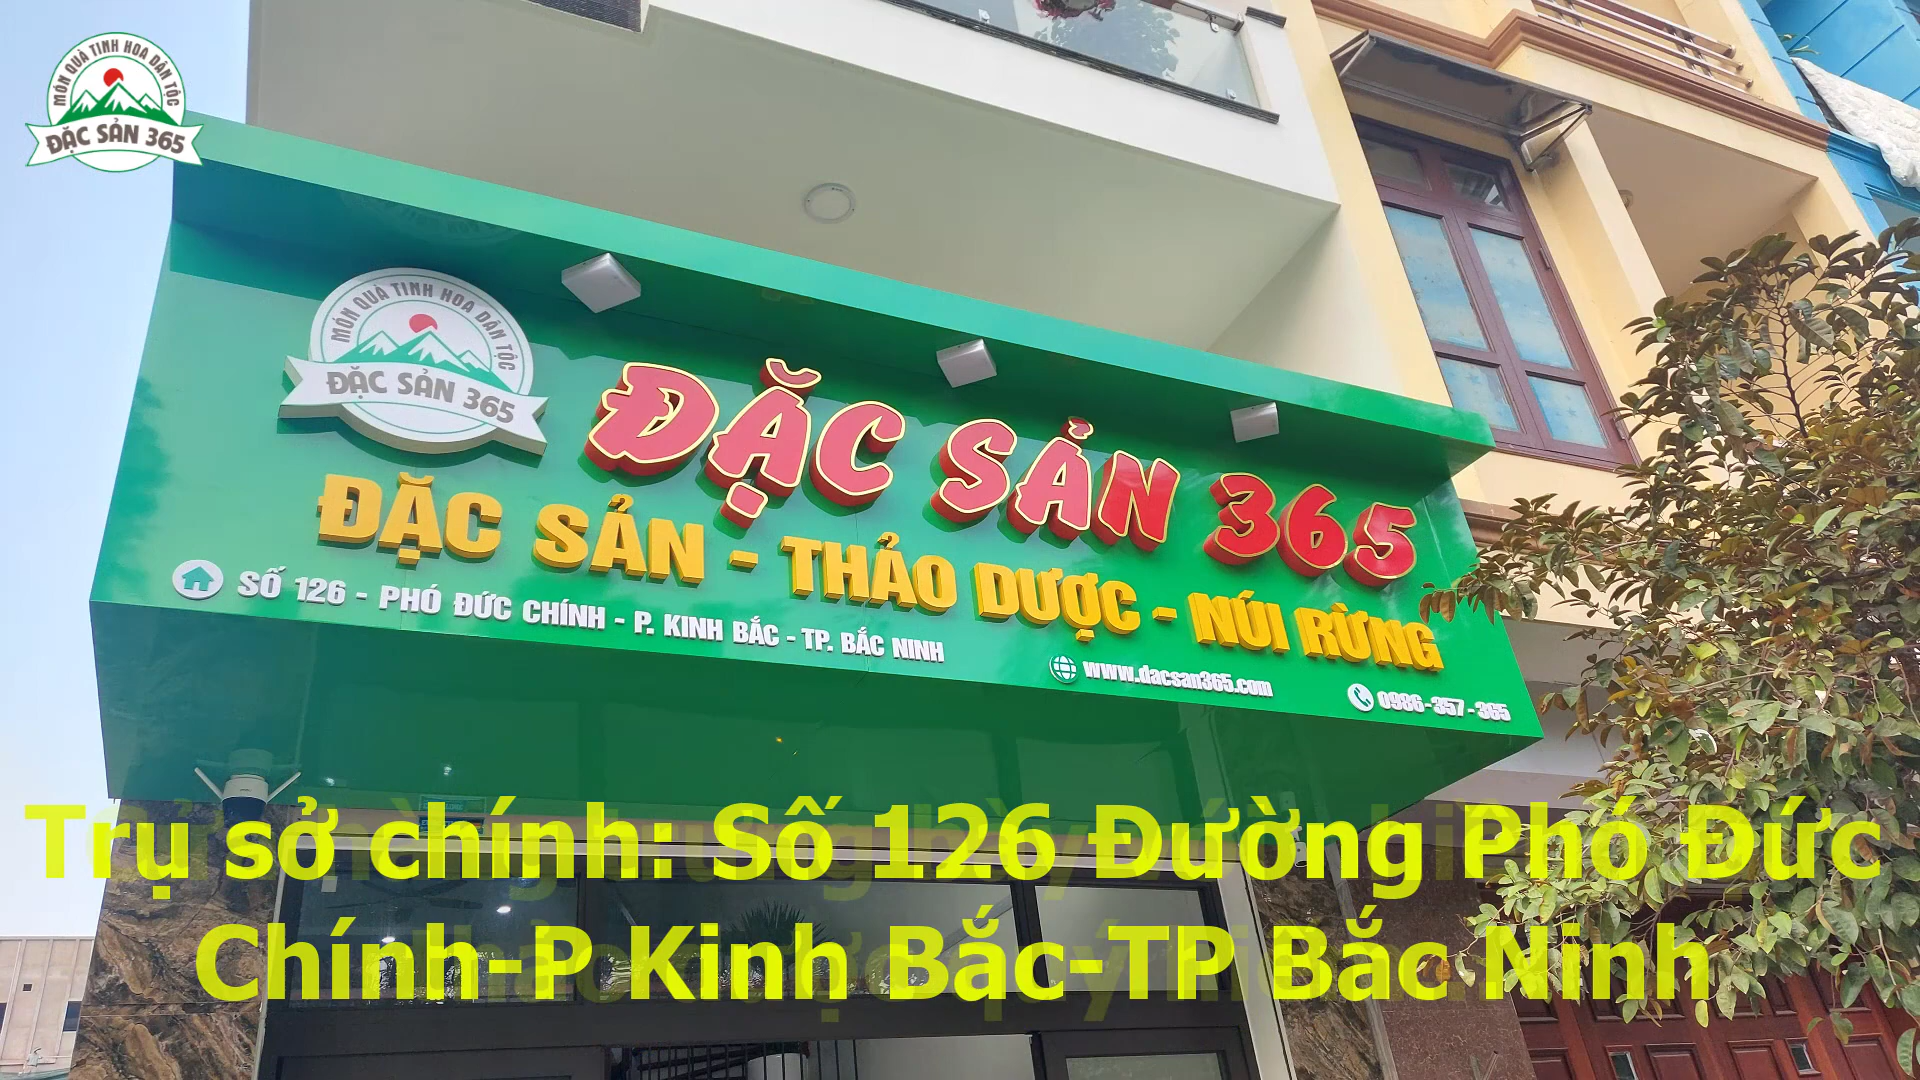 MÓN QUÀ TINH HOA DÂN TỘC
ĐẶC SẢN 365
MÓN QUÀ TINH HOA DÂN TỘC
ĐẶC SẢN 365
ĐẶC SẢN 365
ĐẶC SẢN - THẢO DƯỢC - NÚI RỪNG
SỐ 126 - PHÓ ĐỨC CHÍNH - P. KINH BẮC - TP. BẮC NINH
www.dacsan365.com
0986-357-365
Trụ sở chính: Số 126 Đường Phó Đức
Chính-P Kinh Bắc-TP Bắc Ninh